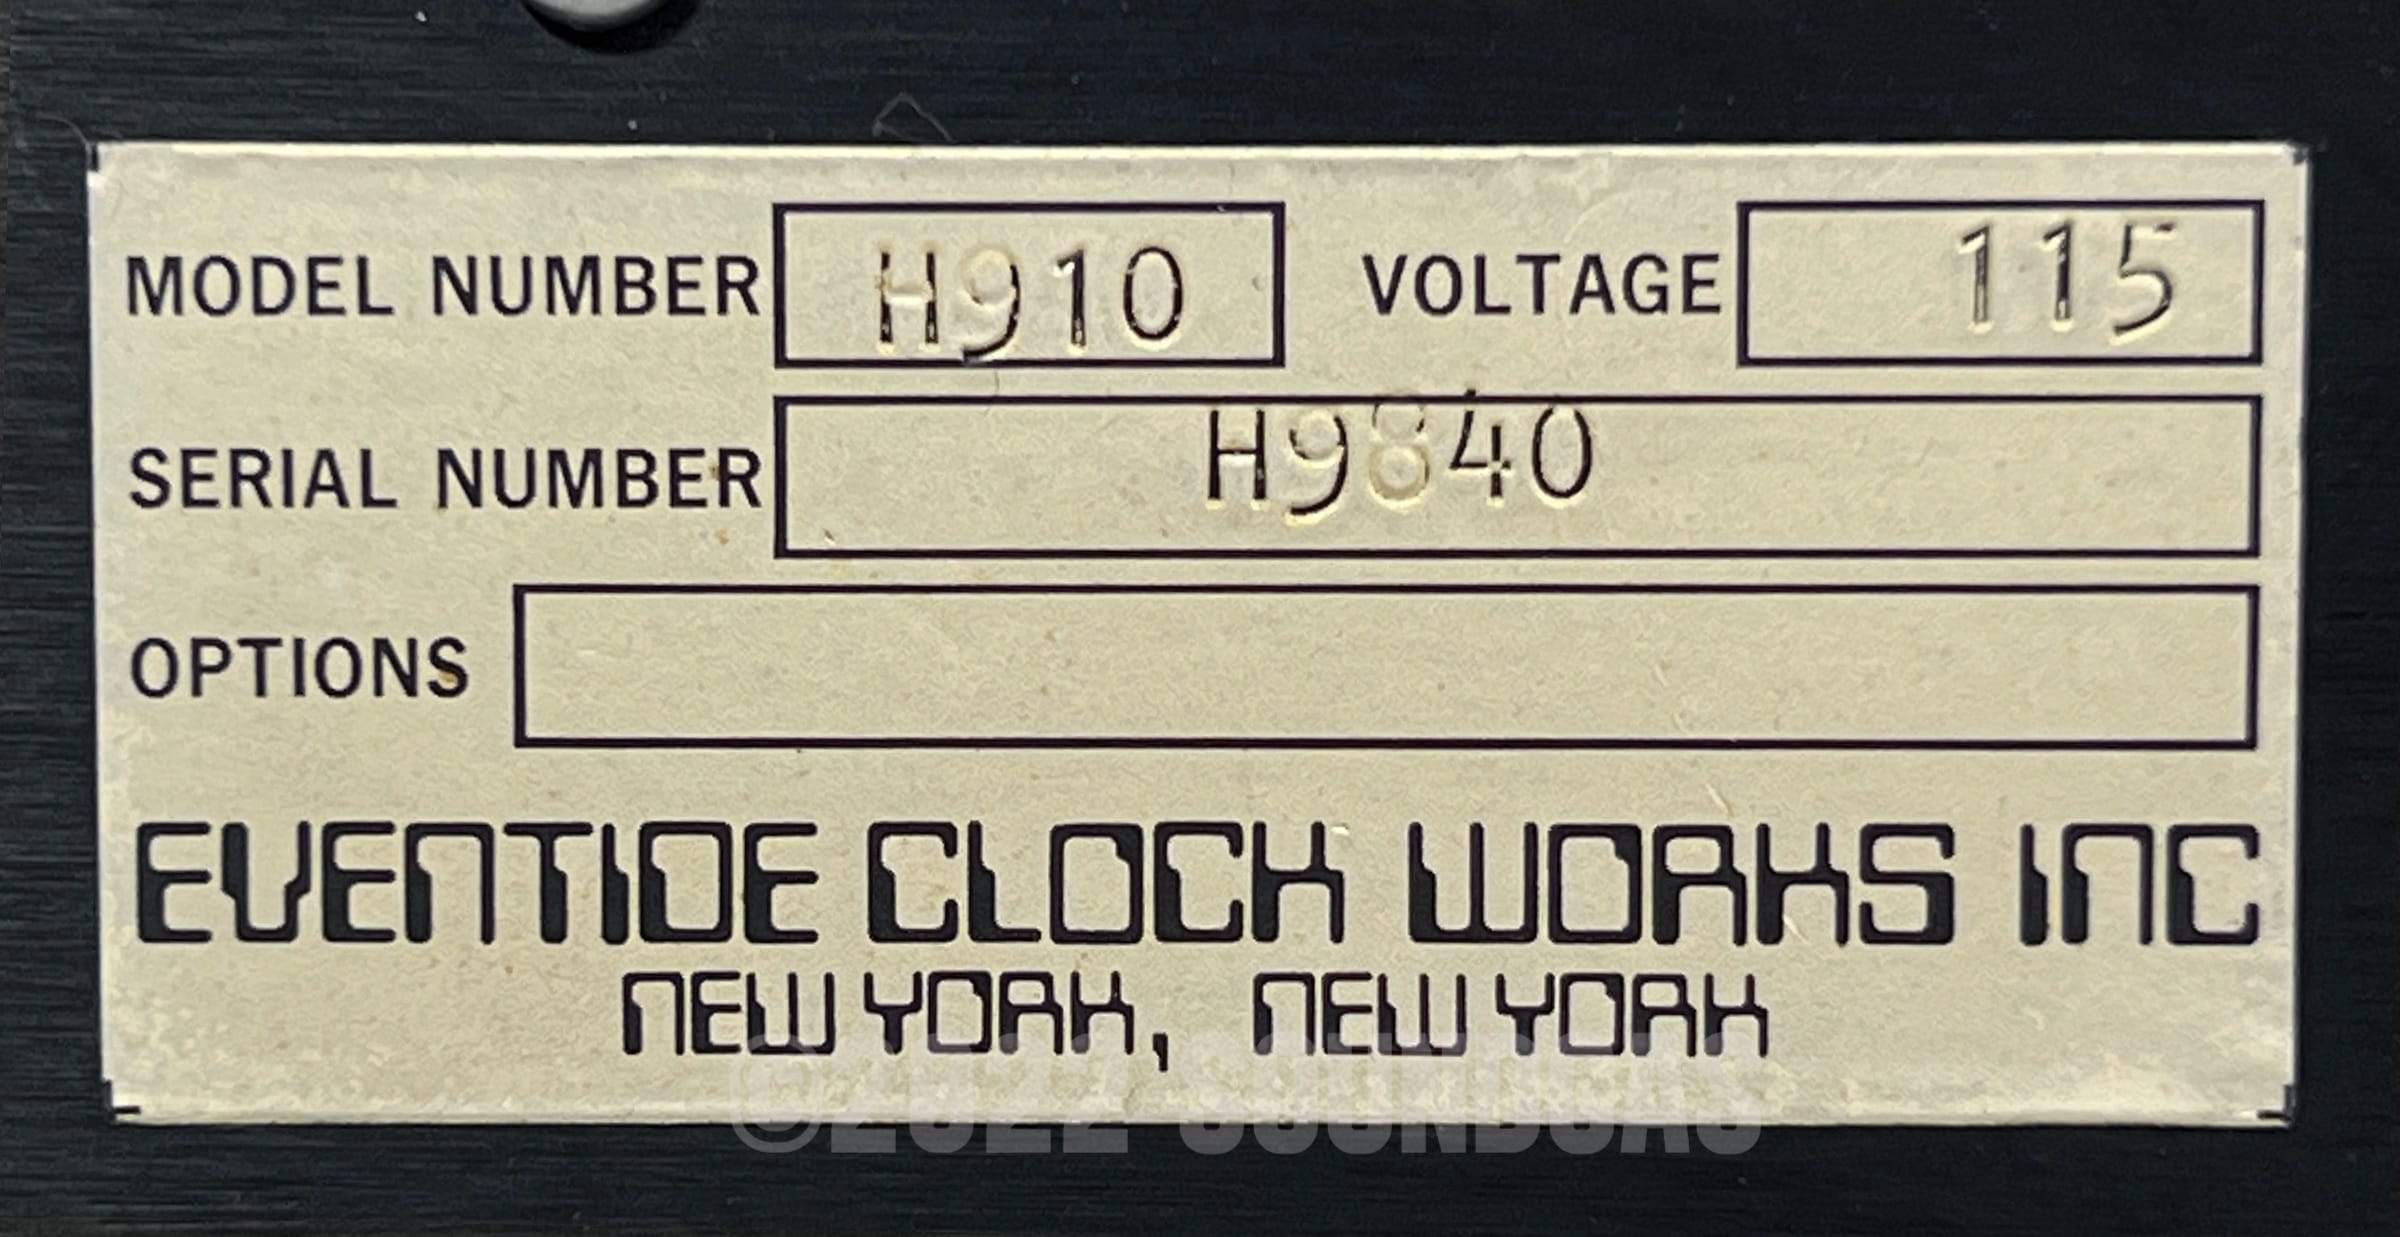 MODEL NUMBER H910 VOLTAGE 115
SERIAL NUMBER H9840
OPTIONS
EVENTIDE CLOCK WORKS INC
NEW YORK, NEW YORK
©2022 SOUNDGAS